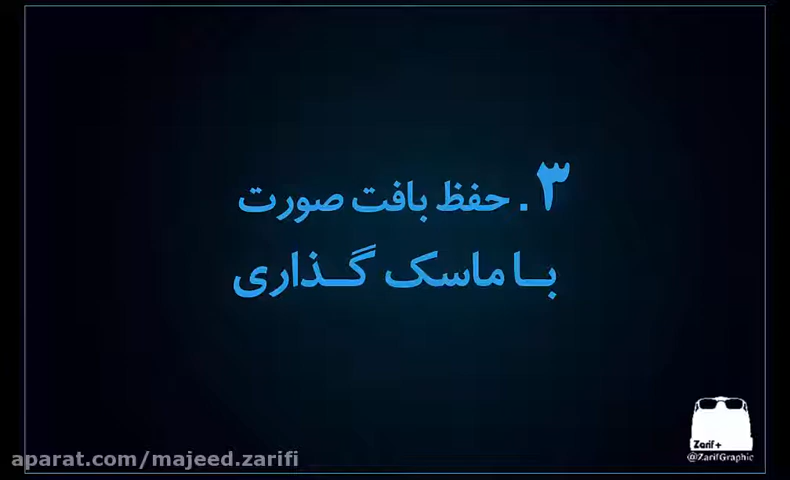 ۳. حفظ بافت صورت
بـا ماسک گـذاری
Zarif+
@ZarifGraphic
aparat.com/majeed.zarifi